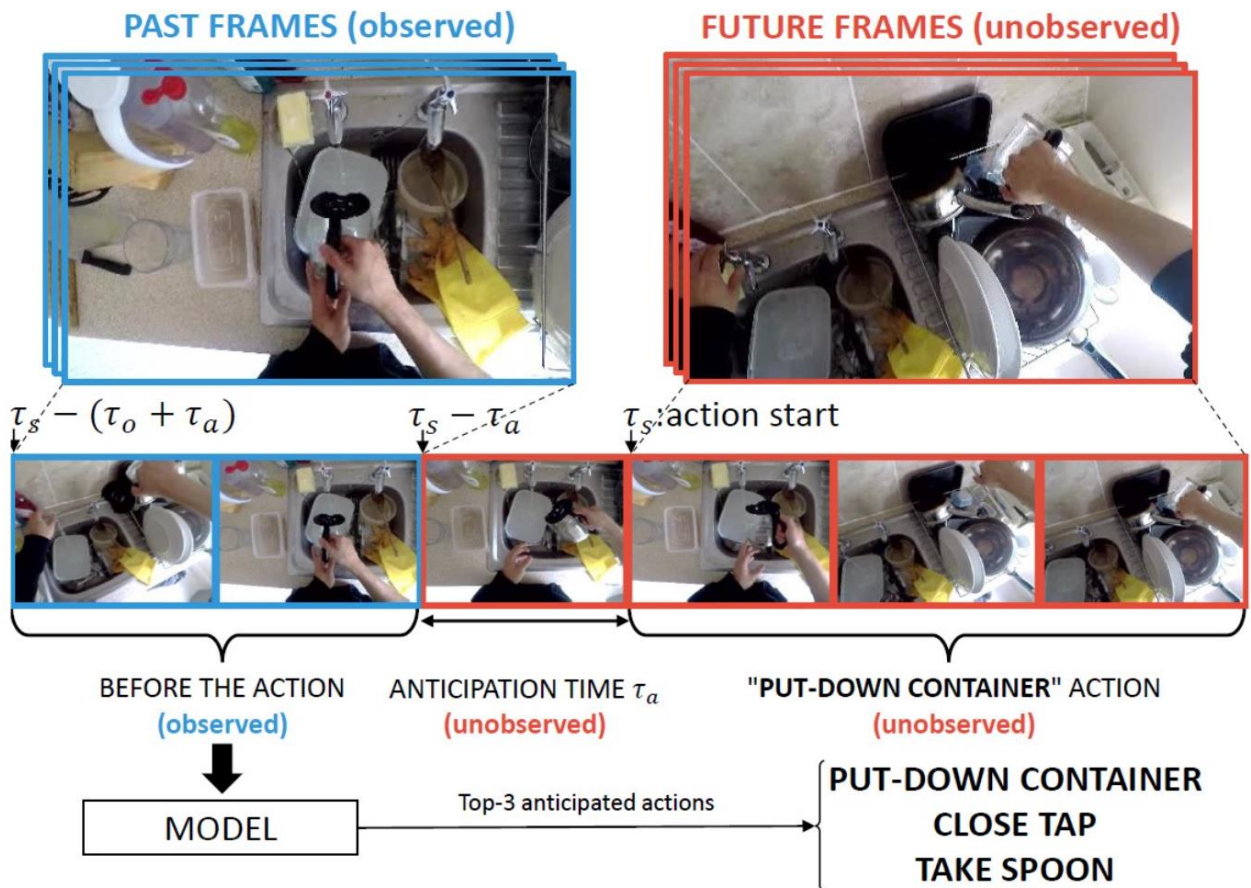 PAST FRAMES (observed)
FUTURE FRAMES (unobserved)
τₛ − (τₒ + τₐ)
τₛ − τₐ
τₛ:action start
BEFORE THE ACTION
(observed)
ANTICIPATION TIME τₐ
(unobserved)
"PUT-DOWN CONTAINER" ACTION
(unobserved)
MODEL
Top-3 anticipated actions
PUT-DOWN CONTAINER
CLOSE TAP
TAKE SPOON